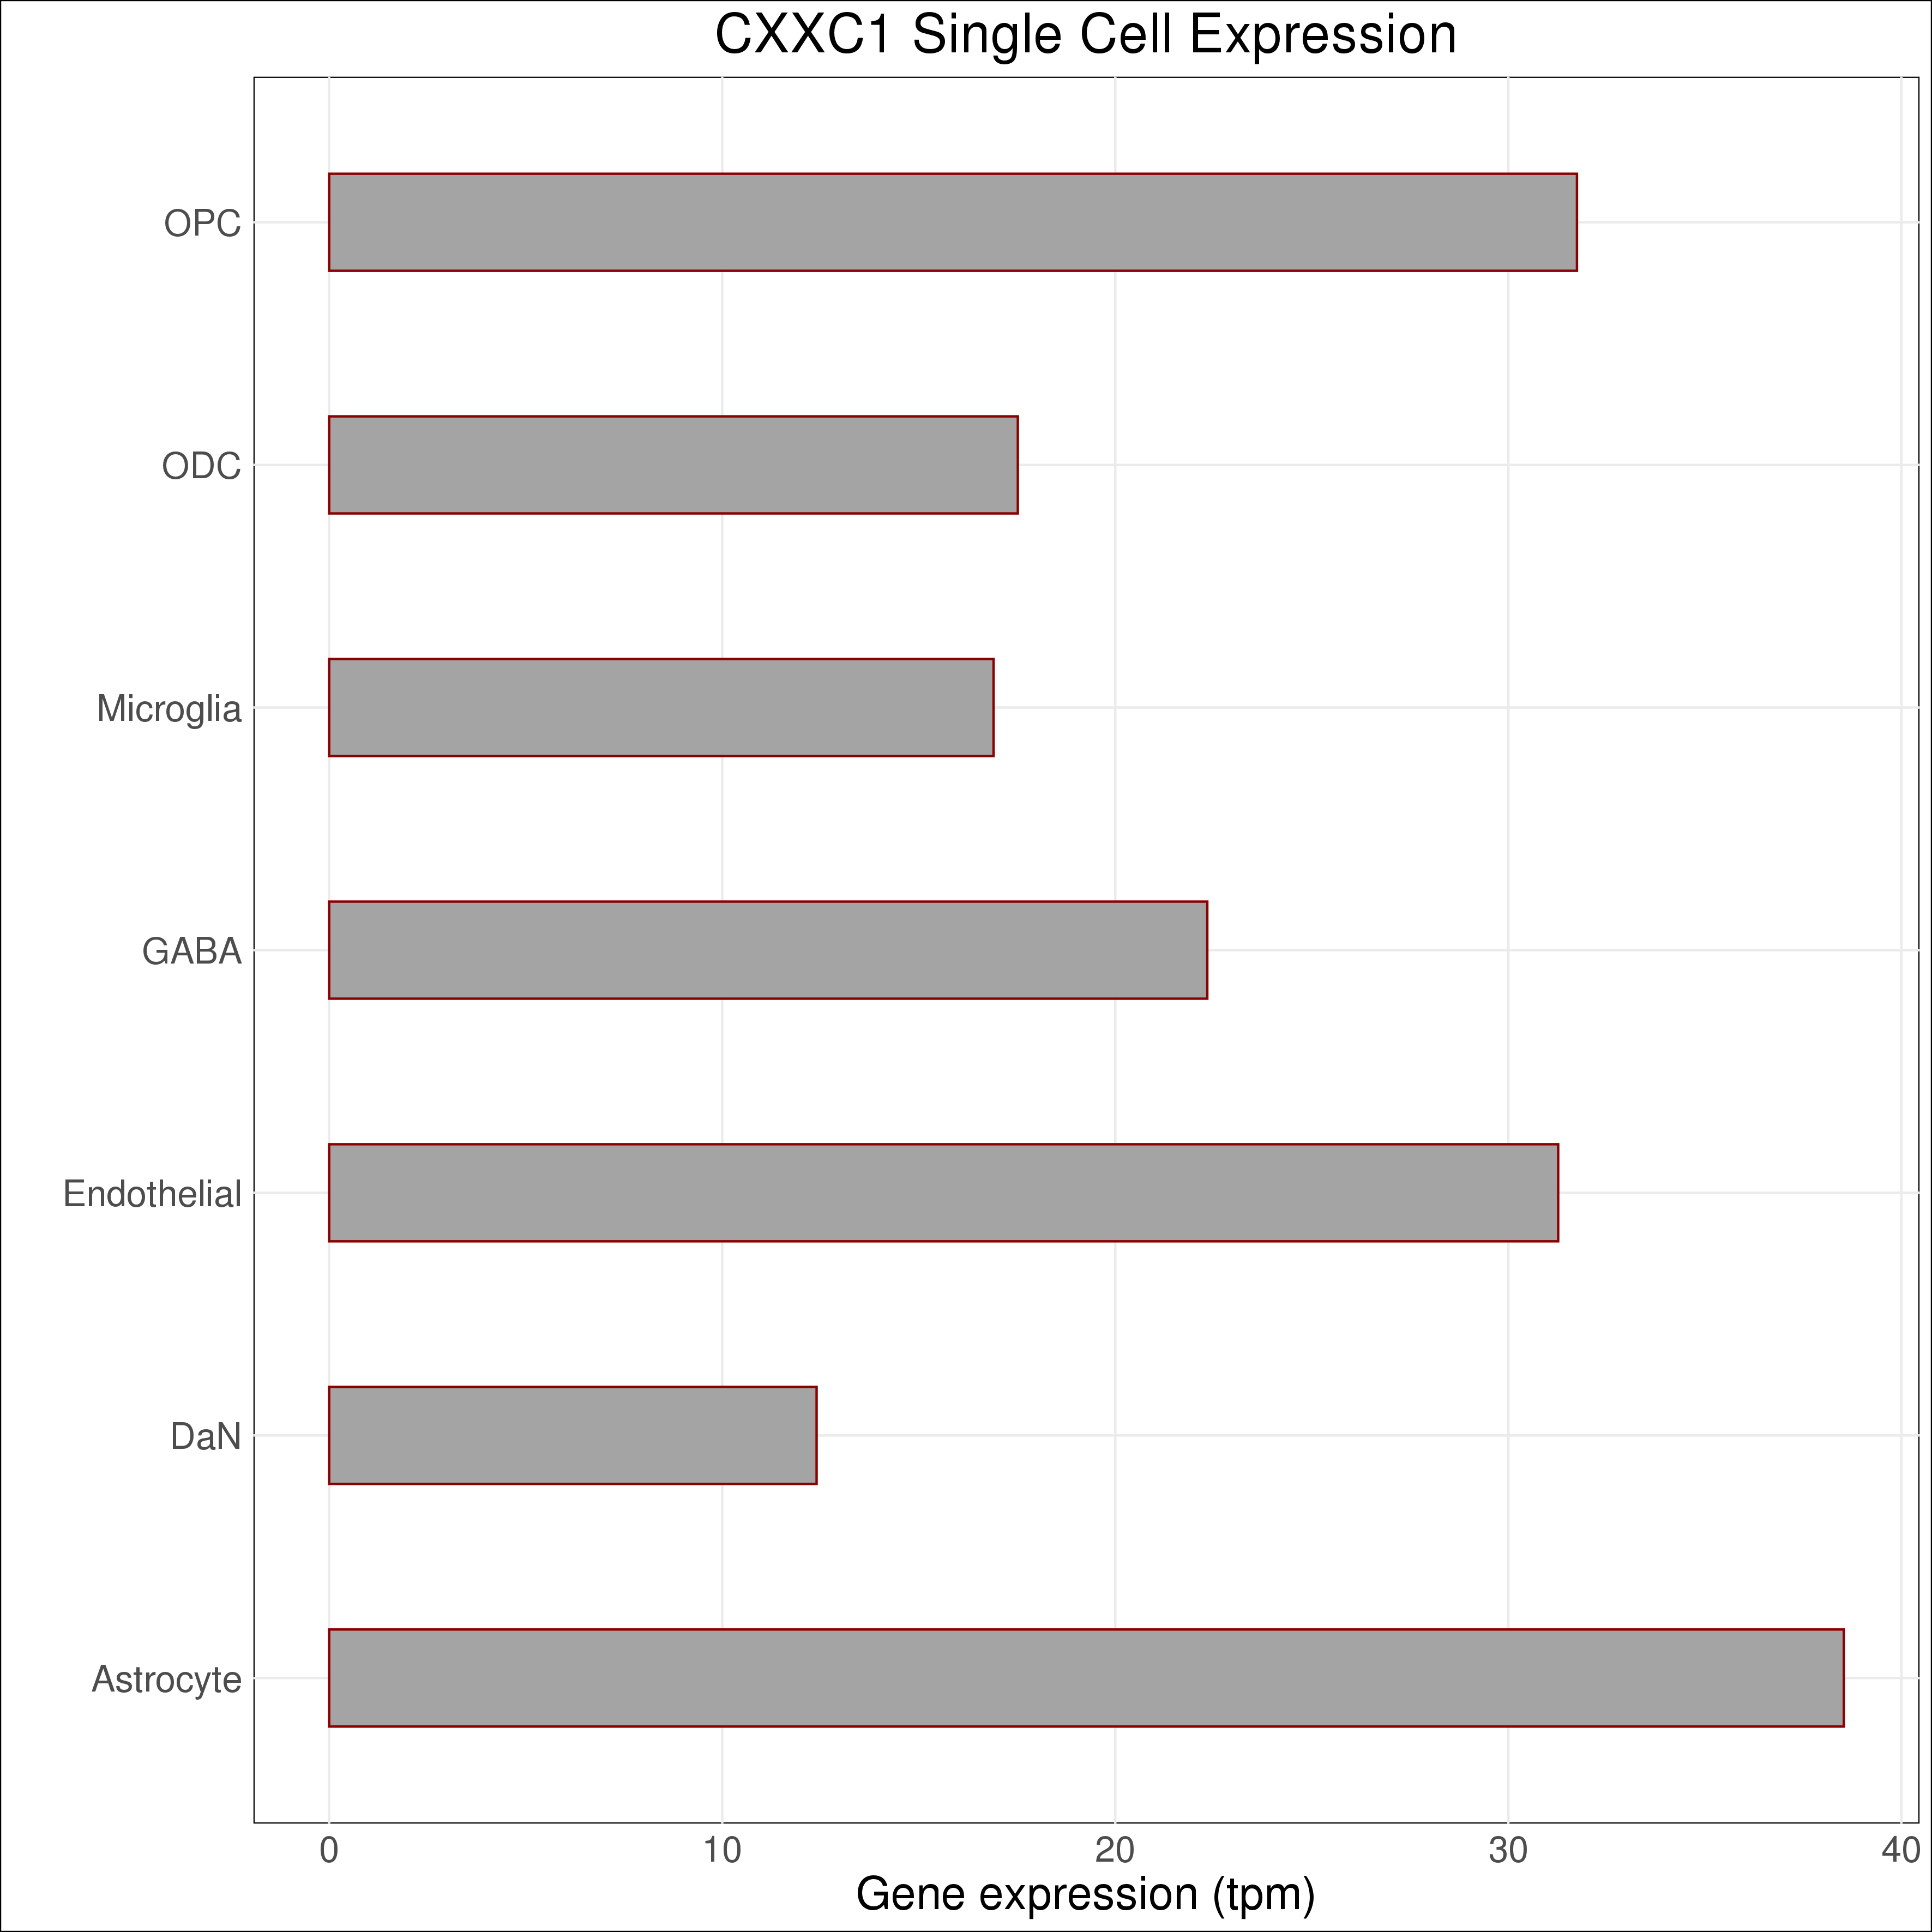 CXXC1 Single Cell Expression
OPC
ODC
Microglia
GABA
Endothelial
DaN
Astrocyte
0 10 20 30 40
Gene expression (tpm)